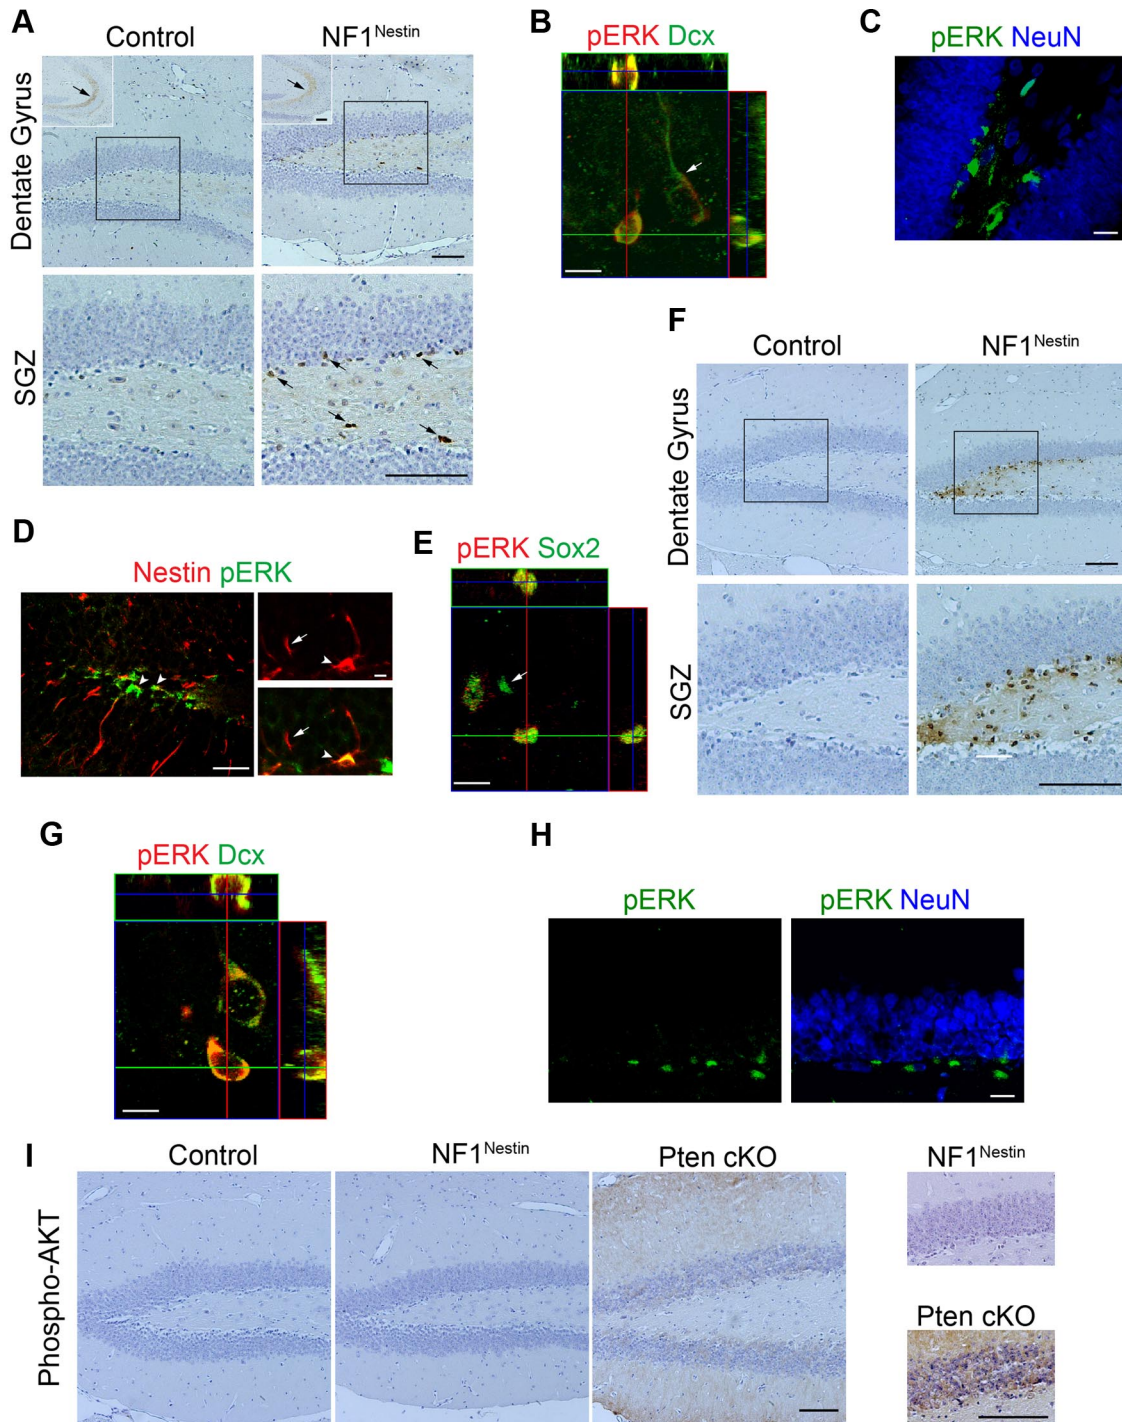 A
Control
NF1Nestin
Dentate Gyrus
SGZ
B
pERK Dcx
C
pERK NeuN
D
Nestin pERK
E
pERK Sox2
F
Control
NF1Nestin
Dentate Gyrus
SGZ
G
pERK Dcx
H
pERK
pERK NeuN
I
Control
NF1Nestin
Pten cKO
NF1Nestin
Phospho-AKT
Pten cKO